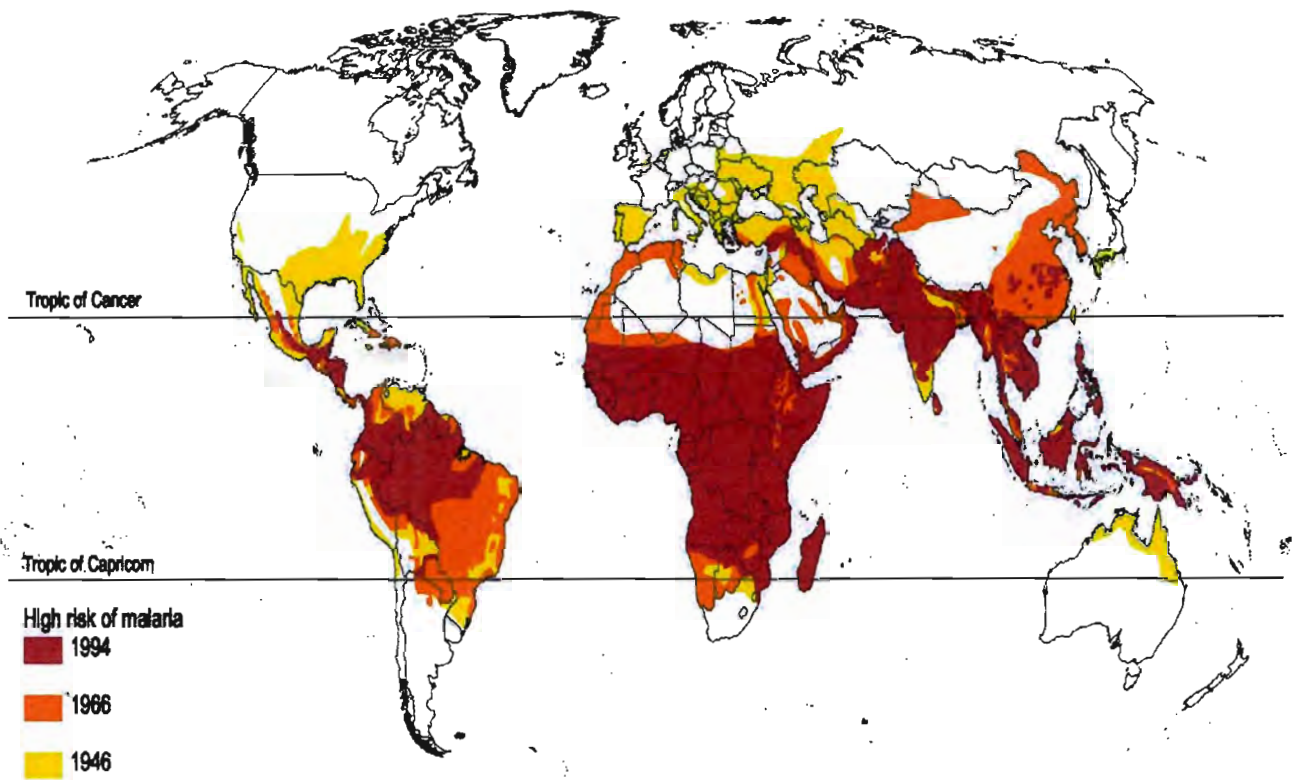 Tropic of Cancer
Tropic of Capricorn
High risk of malaria
1994
1966
1946